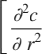 [ ∂²c
∂ r²